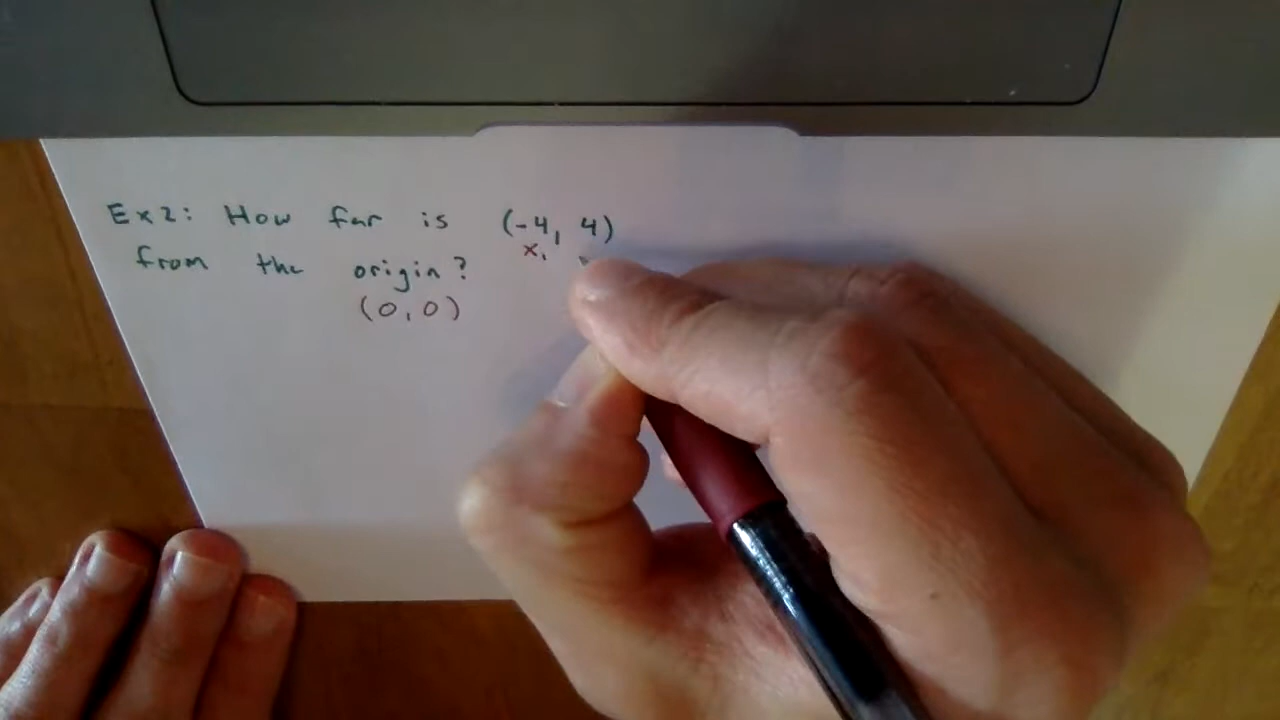 Ex2: How far is (-4, 4)
x₁
from the origin?
(0,0)